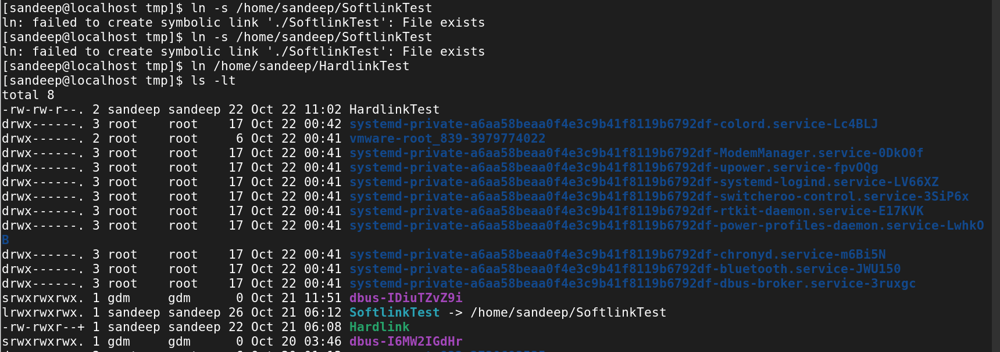 [sandeep@localhost tmp]$ ln -s /home/sandeep/SoftlinkTest
ln: failed to create symbolic link './SoftlinkTest': File exists
[sandeep@localhost tmp]$ ln -s /home/sandeep/SoftlinkTest
ln: failed to create symbolic link './SoftlinkTest': File exists
[sandeep@localhost tmp]$ ln /home/sandeep/HardlinkTest
[sandeep@localhost tmp]$ ls -lt
total 8
-rw-rw-r--. 2 sandeep sandeep 22 Oct 22 11:02 HardlinkTest
drwx------. 3 root    root    17 Oct 22 00:42 systemd-private-a6aa58beaa0f4e3c9b41f8119b6792df-colord.service-Lc4BLJ
drwx------. 2 root    root     6 Oct 22 00:41 vmware-root_839-3979774022
drwx------. 3 root    root    17 Oct 22 00:41 systemd-private-a6aa58beaa0f4e3c9b41f8119b6792df-ModemManager.service-0DkO0f
drwx------. 3 root    root    17 Oct 22 00:41 systemd-private-a6aa58beaa0f4e3c9b41f8119b6792df-upower.service-fpvOQg
drwx------. 3 root    root    17 Oct 22 00:41 systemd-private-a6aa58beaa0f4e3c9b41f8119b6792df-systemd-logind.service-LV66XZ
drwx------. 3 root    root    17 Oct 22 00:41 systemd-private-a6aa58beaa0f4e3c9b41f8119b6792df-switcheroo-control.service-3SiP6x
drwx------. 3 root    root    17 Oct 22 00:41 systemd-private-a6aa58beaa0f4e3c9b41f8119b6792df-rtkit-daemon.service-E17KVK
drwx------. 3 root    root    17 Oct 22 00:41 systemd-private-a6aa58beaa0f4e3c9b41f8119b6792df-power-profiles-daemon.service-LwhkO
B
drwx------. 3 root    root    17 Oct 22 00:41 systemd-private-a6aa58beaa0f4e3c9b41f8119b6792df-chronyd.service-m6Bi5N
drwx------. 3 root    root    17 Oct 22 00:41 systemd-private-a6aa58beaa0f4e3c9b41f8119b6792df-bluetooth.service-JWU150
drwx------. 3 root    root    17 Oct 22 00:41 systemd-private-a6aa58beaa0f4e3c9b41f8119b6792df-dbus-broker.service-3ruxgc
srwxrwxrwx. 1 gdm     gdm      0 Oct 21 11:51 dbus-IDiuTZvZ9i
lrwxrwxrwx. 1 sandeep sandeep 26 Oct 21 06:12 SoftlinkTest -> /home/sandeep/SoftlinkTest
-rw-rwxr--+ 1 sandeep sandeep 22 Oct 21 06:08 Hardlink
srwxrwxrwx. 1 gdm     gdm      0 Oct 20 03:46 dbus-I6MW2IGdHr